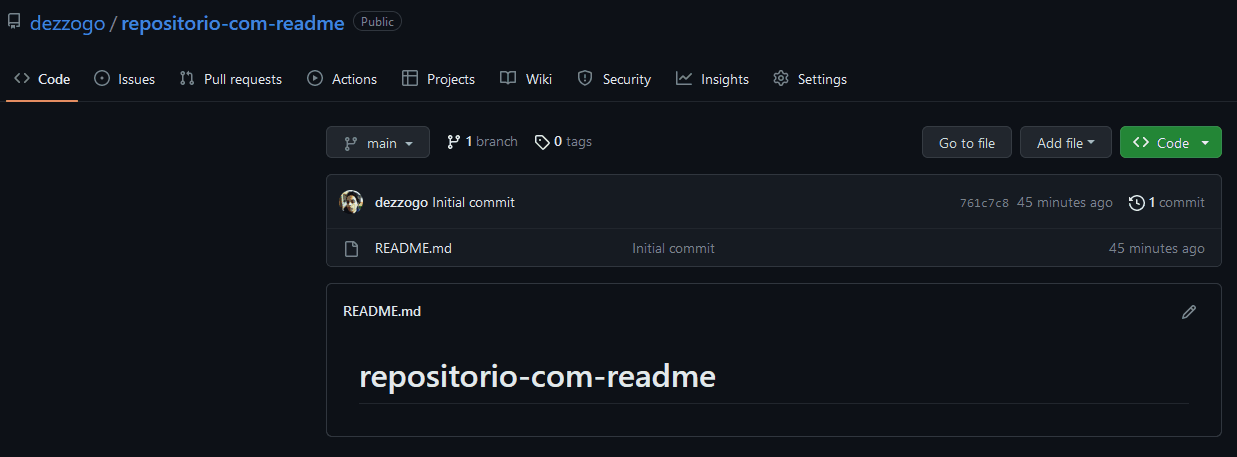 dezzogo / repositorio-com-readme Public
Code Issues Pull requests Actions Projects Wiki Security Insights Settings
main 1 branch 0 tags Go to file Add file Code
dezzogo Initial commit 761c7c8 45 minutes ago 1 commit
README.md Initial commit 45 minutes ago
README.md
repositorio-com-readme